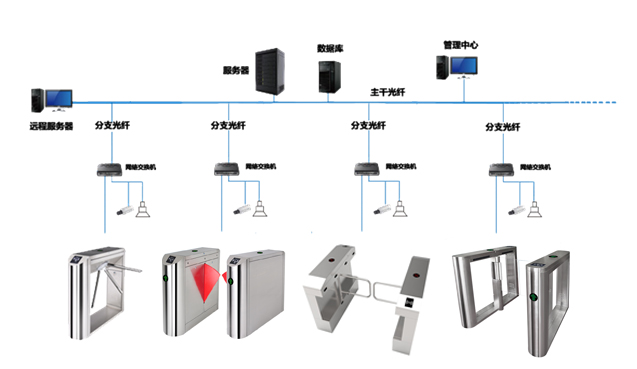 管理中心
数据库
服务器
主干光纤
远程服务器
分支光纤
分支光纤
分支光纤
分支光纤
网络交换机
网络交换机
网络交换机
网络交换机